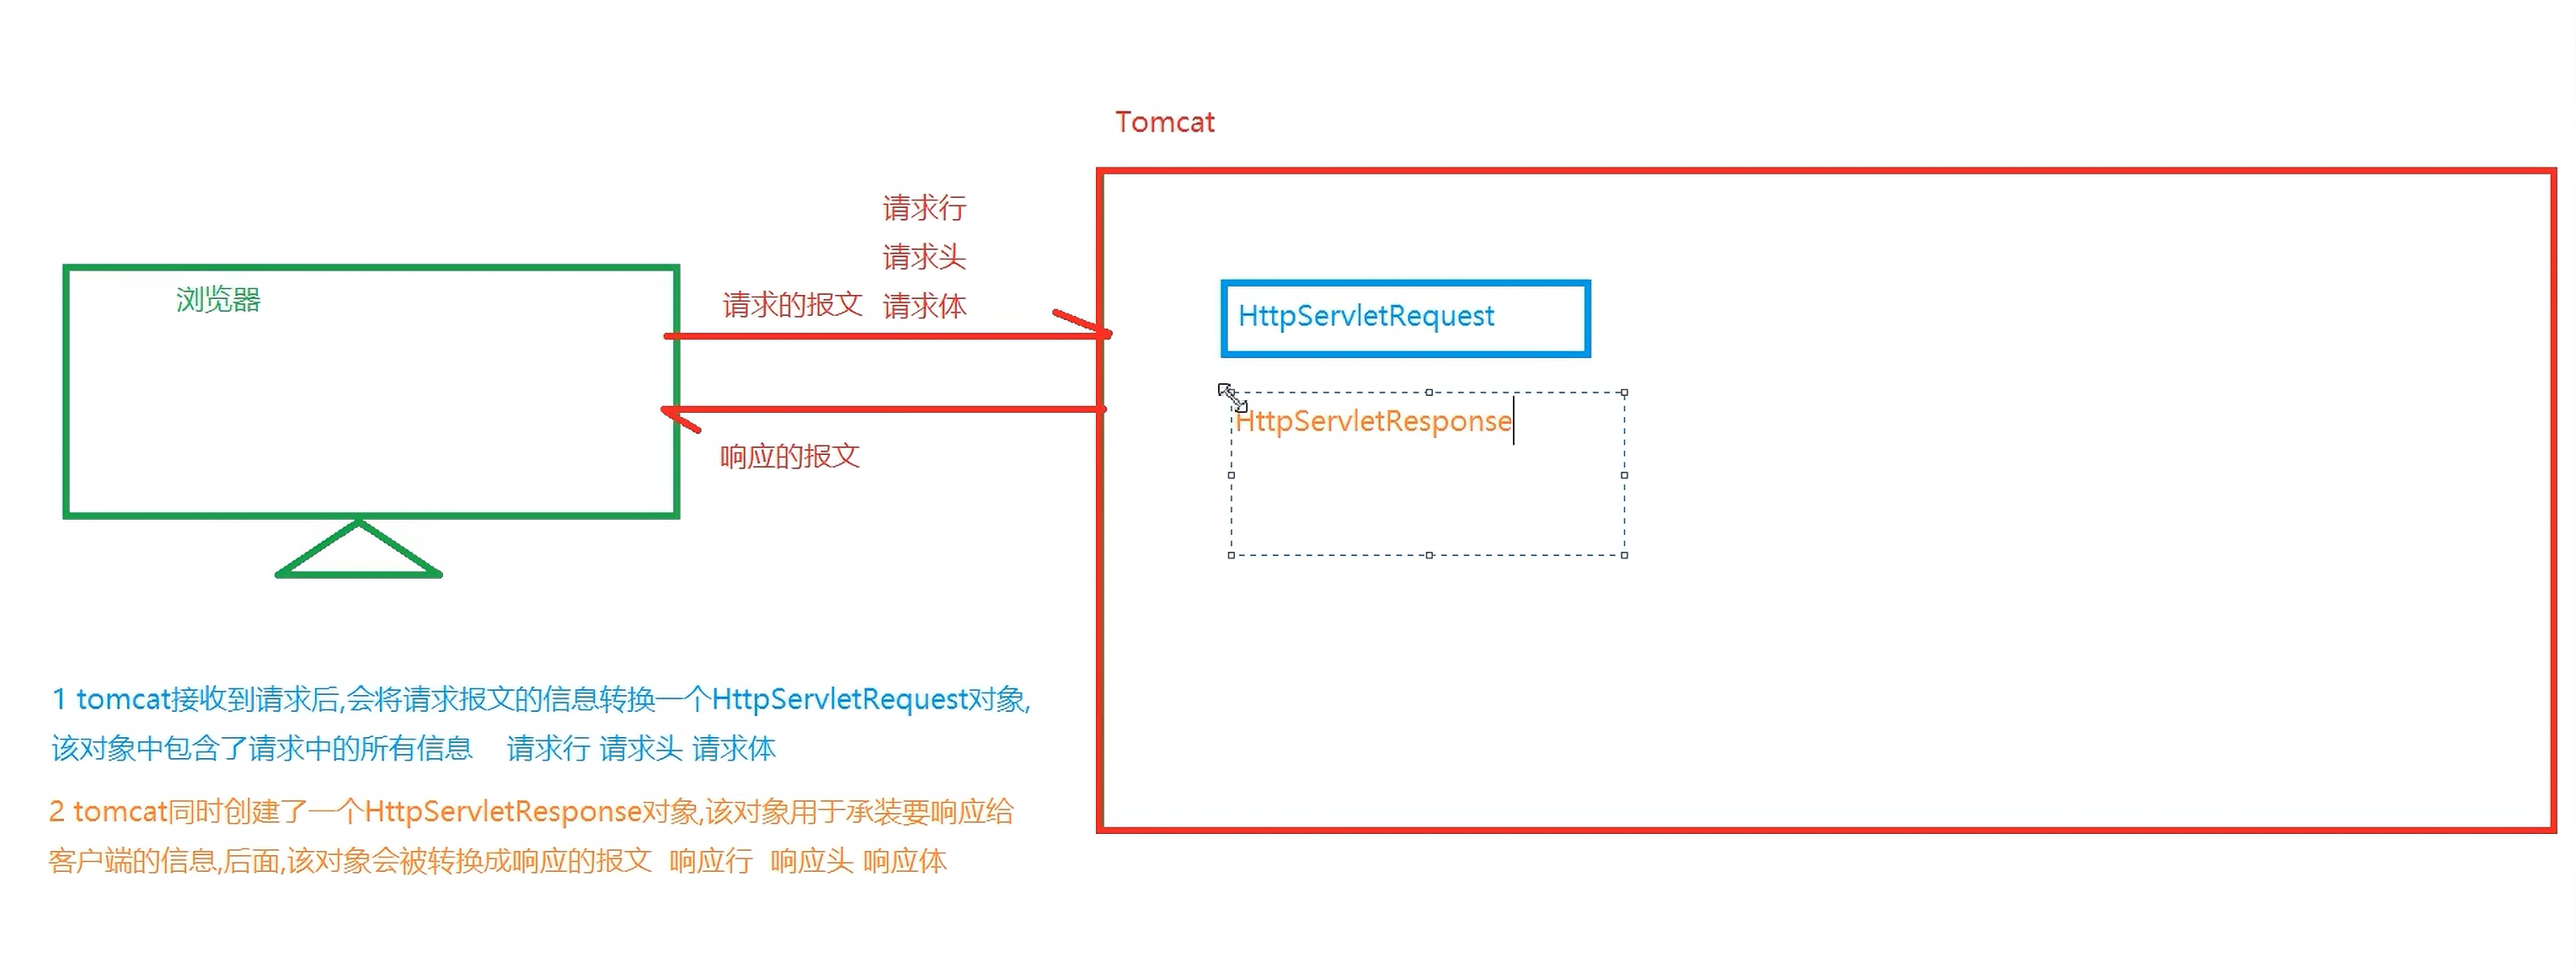 Tomcat
请求行
请求头
请求的报文 请求体
浏览器
HttpServletRequest
HttpServletResponse
响应的报文
1 tomcat接收到请求后,会将请求报文的信息转换一个HttpServletRequest对象,
该对象中包含了请求中的所有信息 请求行 请求头 请求体
2 tomcat同时创建了一个HttpServletResponse对象,该对象用于承装要响应给
客户端的信息,后面,该对象会被转换成响应的报文 响应行 响应头 响应体